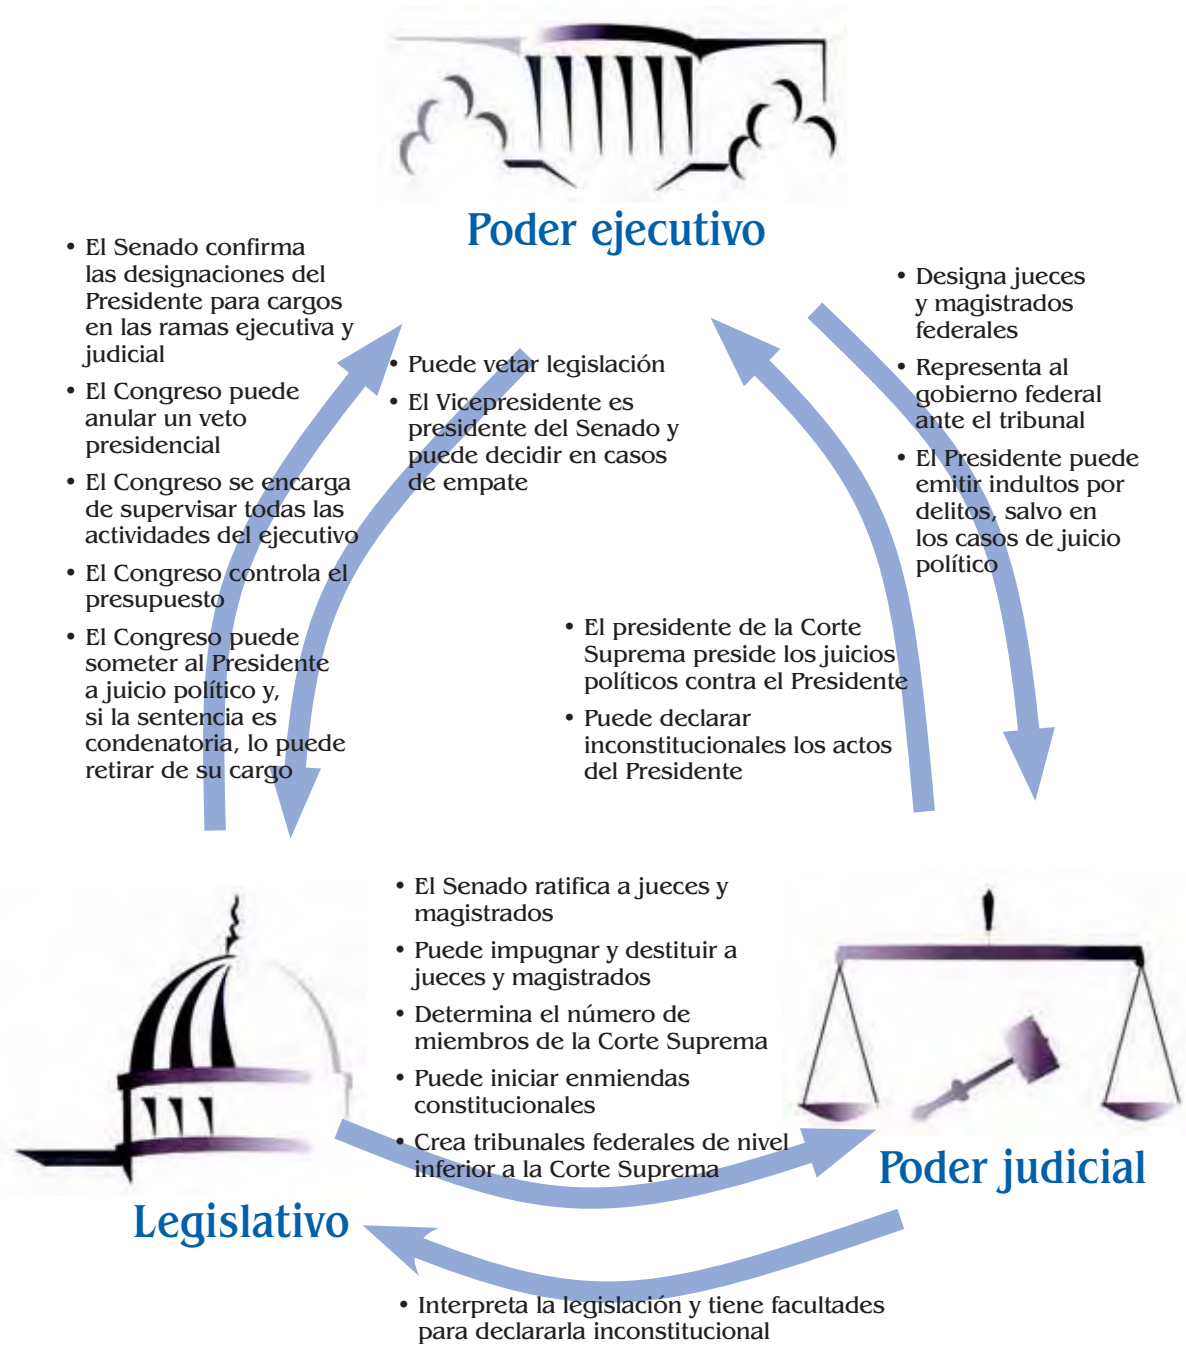 Poder ejecutivo
• El Senado confirma
las designaciones del
Presidente para cargos
en las ramas ejecutiva y
judicial
• El Congreso puede
anular un veto
presidencial
• El Congreso se encarga
de supervisar todas las
actividades del ejecutivo
• El Congreso controla el
presupuesto
• El Congreso puede
someter al Presidente
a juicio político y,
si la sentencia es
condenatoria, lo puede
retirar de su cargo
• Puede vetar legislación
• El Vicepresidente es
presidente del Senado y
puede decidir en casos
de empate
• Designa jueces
y magistrados
federales
• Representa al
gobierno federal
ante el tribunal
• El Presidente puede
emitir indultos por
delitos, salvo en
los casos de juicio
político
• El presidente de la Corte
Suprema preside los juicios
políticos contra el Presidente
• Puede declarar
inconstitucionales los actos
del Presidente
• El Senado ratifica a jueces y
magistrados
• Puede impugnar y destituir a
jueces y magistrados
• Determina el número de
miembros de la Corte Suprema
• Puede iniciar enmiendas
constitucionales
• Crea tribunales federales de nivel
inferior a la Corte Suprema
Poder judicial
Legislativo
• Interpreta la legislación y tiene facultades
para declararla inconstitucional